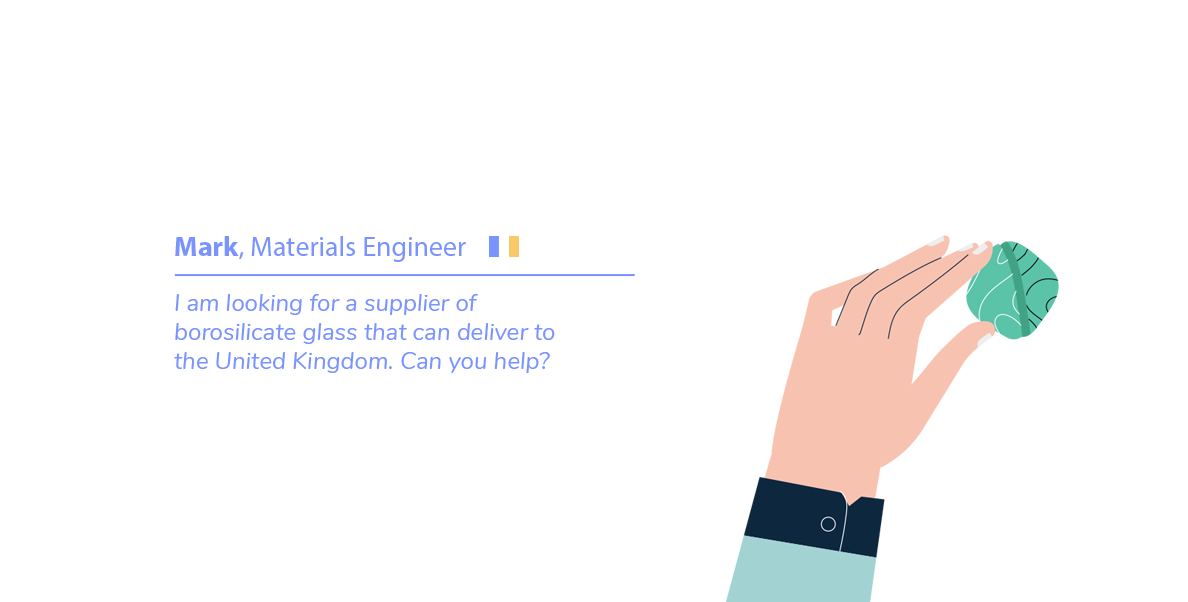 Mark, Materials Engineer
I am looking for a supplier of
borosilicate glass that can deliver to
the United Kingdom. Can you help?